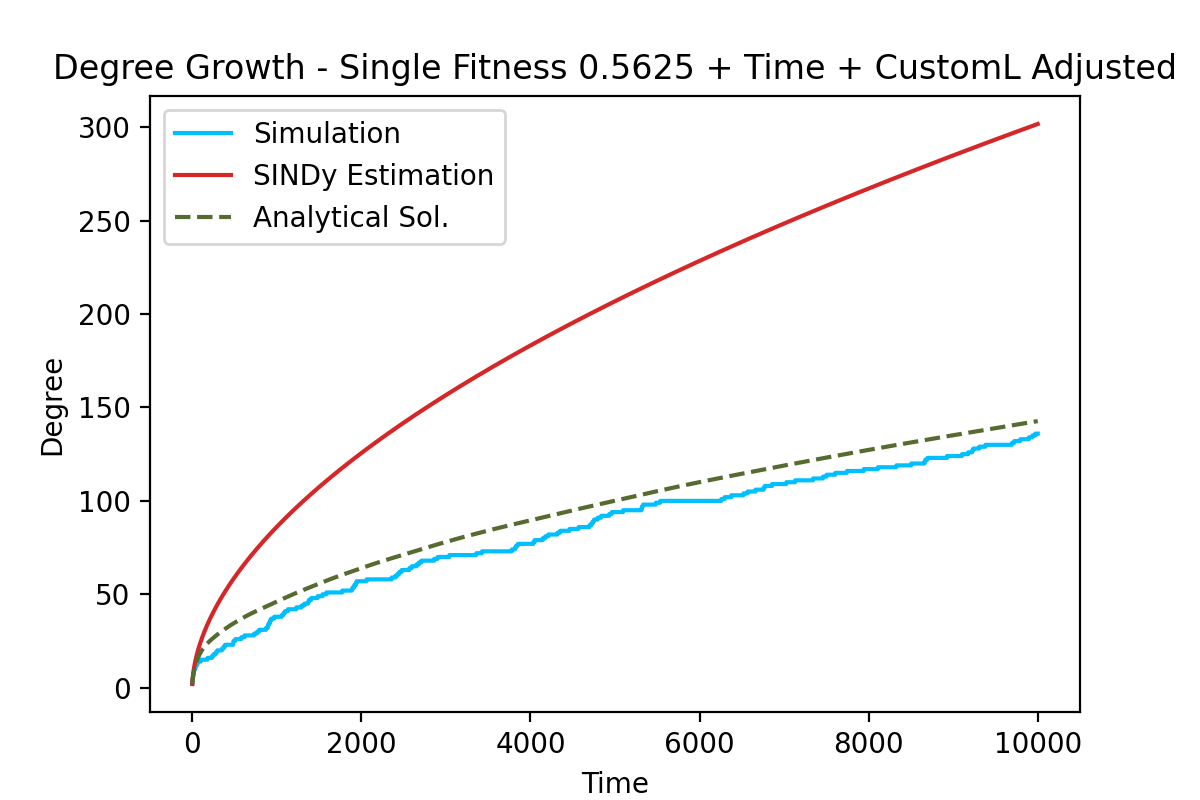 Degree Growth - Single Fitness 0.5625 + Time + CustomL Adjusted
Simulation
SINDy Estimation
Analytical Sol.
300
250
200
150
100
50
0
Degree
0 2000 4000 6000 8000 10000
Time